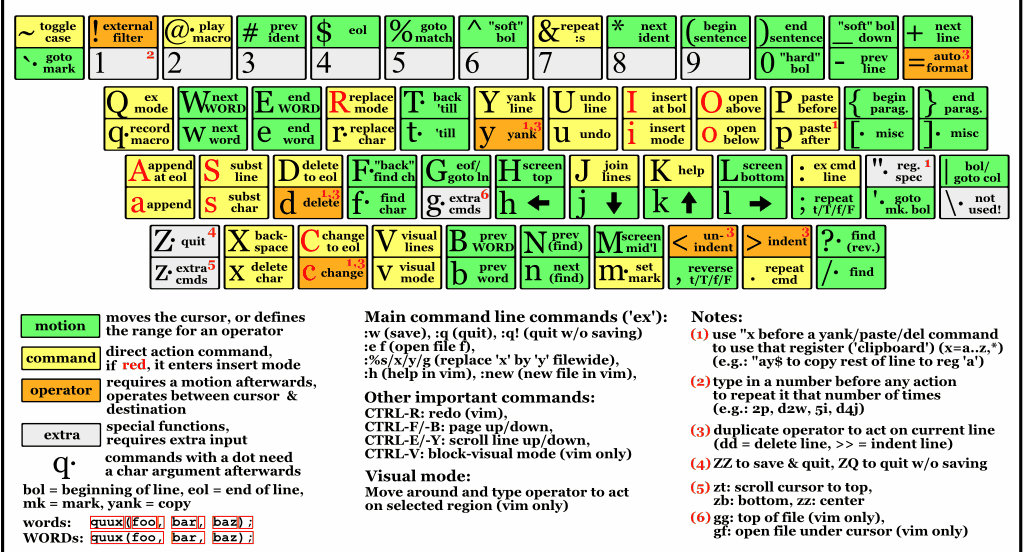 ~ toggle case ! external filter @· play macro # prev ident $ eol % goto match ^ "soft" bol & repeat :s * next ident ( begin sentence ) end sentence _ "soft" bol down + next line
`· goto mark 1 2 2 3 4 5 6 7 8 9 0 "hard" bol - prev line = auto format 3
Q ex mode W next WORD E end WORD R replace mode T· back 'till Y yank line U undo line I insert at bol O open above P paste before { begin parag. } end parag.
q· record macro w next word e end word r· replace char t· 'till y yank 1,3 u undo i insert mode o open below p paste after 1 [· misc ]· misc
A append at eol S subst line D delete to eol F· "back" find ch G eof/ goto ln H screen top J join lines K help L screen bottom : ex cmd line "· reg. spec 1 | bol/ goto col
a append s subst char d delete 1,3 f· find char g· extra cmds 6 h ← j ↓ k ↑ l → ; repeat t/T/f/F '· goto mk. bol \· not used!
Z· quit 4 X back-space C change to eol V visual lines B prev WORD N prev (find) M screen mid'l < un-indent 3 > indent 3 ?· find (rev.)
z· extra cmds 5 x delete char c change 1,3 v visual mode b prev word n next (find) m· set mark , reverse t/T/f/F . repeat cmd /· find
motion moves the cursor, or defines
the range for an operator
command direct action command,
if red, it enters insert mode
operator requires a motion afterwards,
operates between cursor &
destination
extra special functions,
requires extra input
q· commands with a dot need
a char argument afterwards
bol = beginning of line, eol = end of line,
mk = mark, yank = copy
words: quux(foo, bar, baz);
WORDs: quux(foo, bar, baz);
Main command line commands ('ex'):
:w (save), :q (quit), :q! (quit w/o saving)
:e f (open file f),
:%s/x/y/g (replace 'x' by 'y' filewide),
:h (help in vim), :new (new file in vim),
Other important commands:
CTRL-R: redo (vim),
CTRL-F/-B: page up/down,
CTRL-E/-Y: scroll line up/down,
CTRL-V: block-visual mode (vim only)
Visual mode:
Move around and type operator to act
on selected region (vim only)
Notes:
(1) use "x before a yank/paste/del command
to use that register ('clipboard') (x=a..z,*)
(e.g.: "ay$ to copy rest of line to reg 'a')
(2) type in a number before any action
to repeat it that number of times
(e.g.: 2p, d2w, 5i, d4j)
(3) duplicate operator to act on current line
(dd = delete line, >> = indent line)
(4) ZZ to save & quit, ZQ to quit w/o saving
(5) zt: scroll cursor to top,
zb: bottom, zz: center
(6) gg: top of file (vim only),
gf: open file under cursor (vim only)